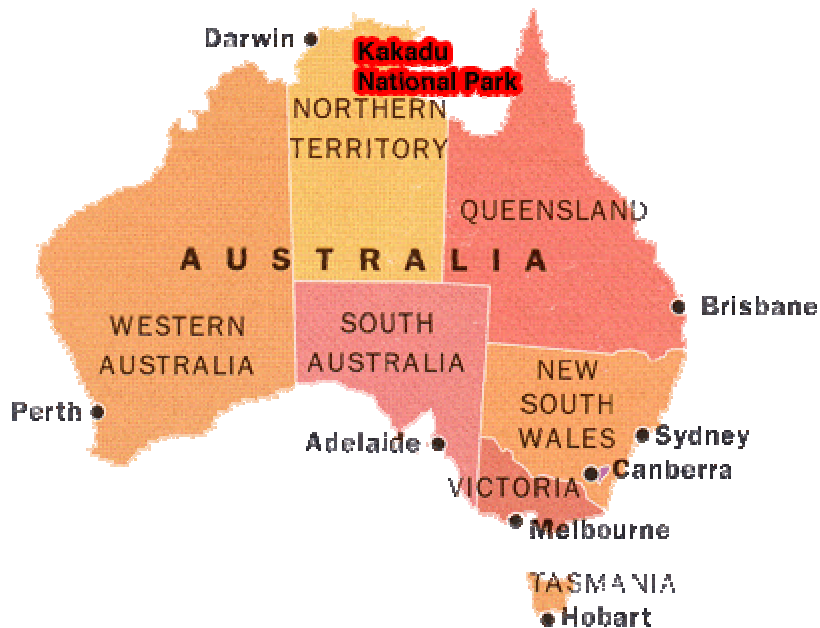 Darwin
Kakadu
National Park
NORTHERN
TERRITORY
QUEENSLAND
AUSTRALIA
Brisbane
WESTERN
AUSTRALIA
SOUTH
AUSTRALIA
NEW
SOUTH
WALES
Perth
Adelaide
Sydney
Canberra
VICTORIA
Melbourne
TASMANIA
Hobart